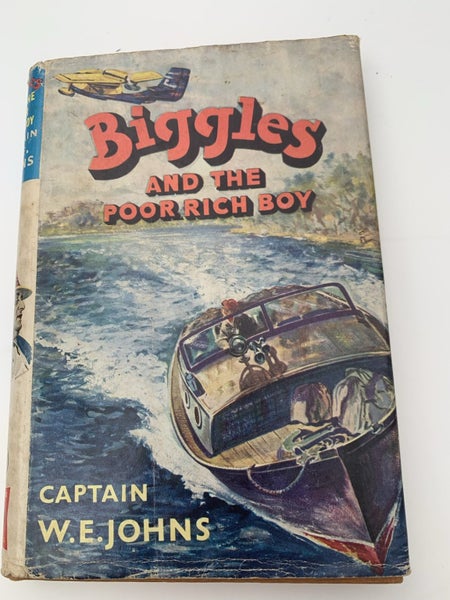 Biggles
AND THE
POOR RICH BOY
CAPTAIN
W.E.JOHNS